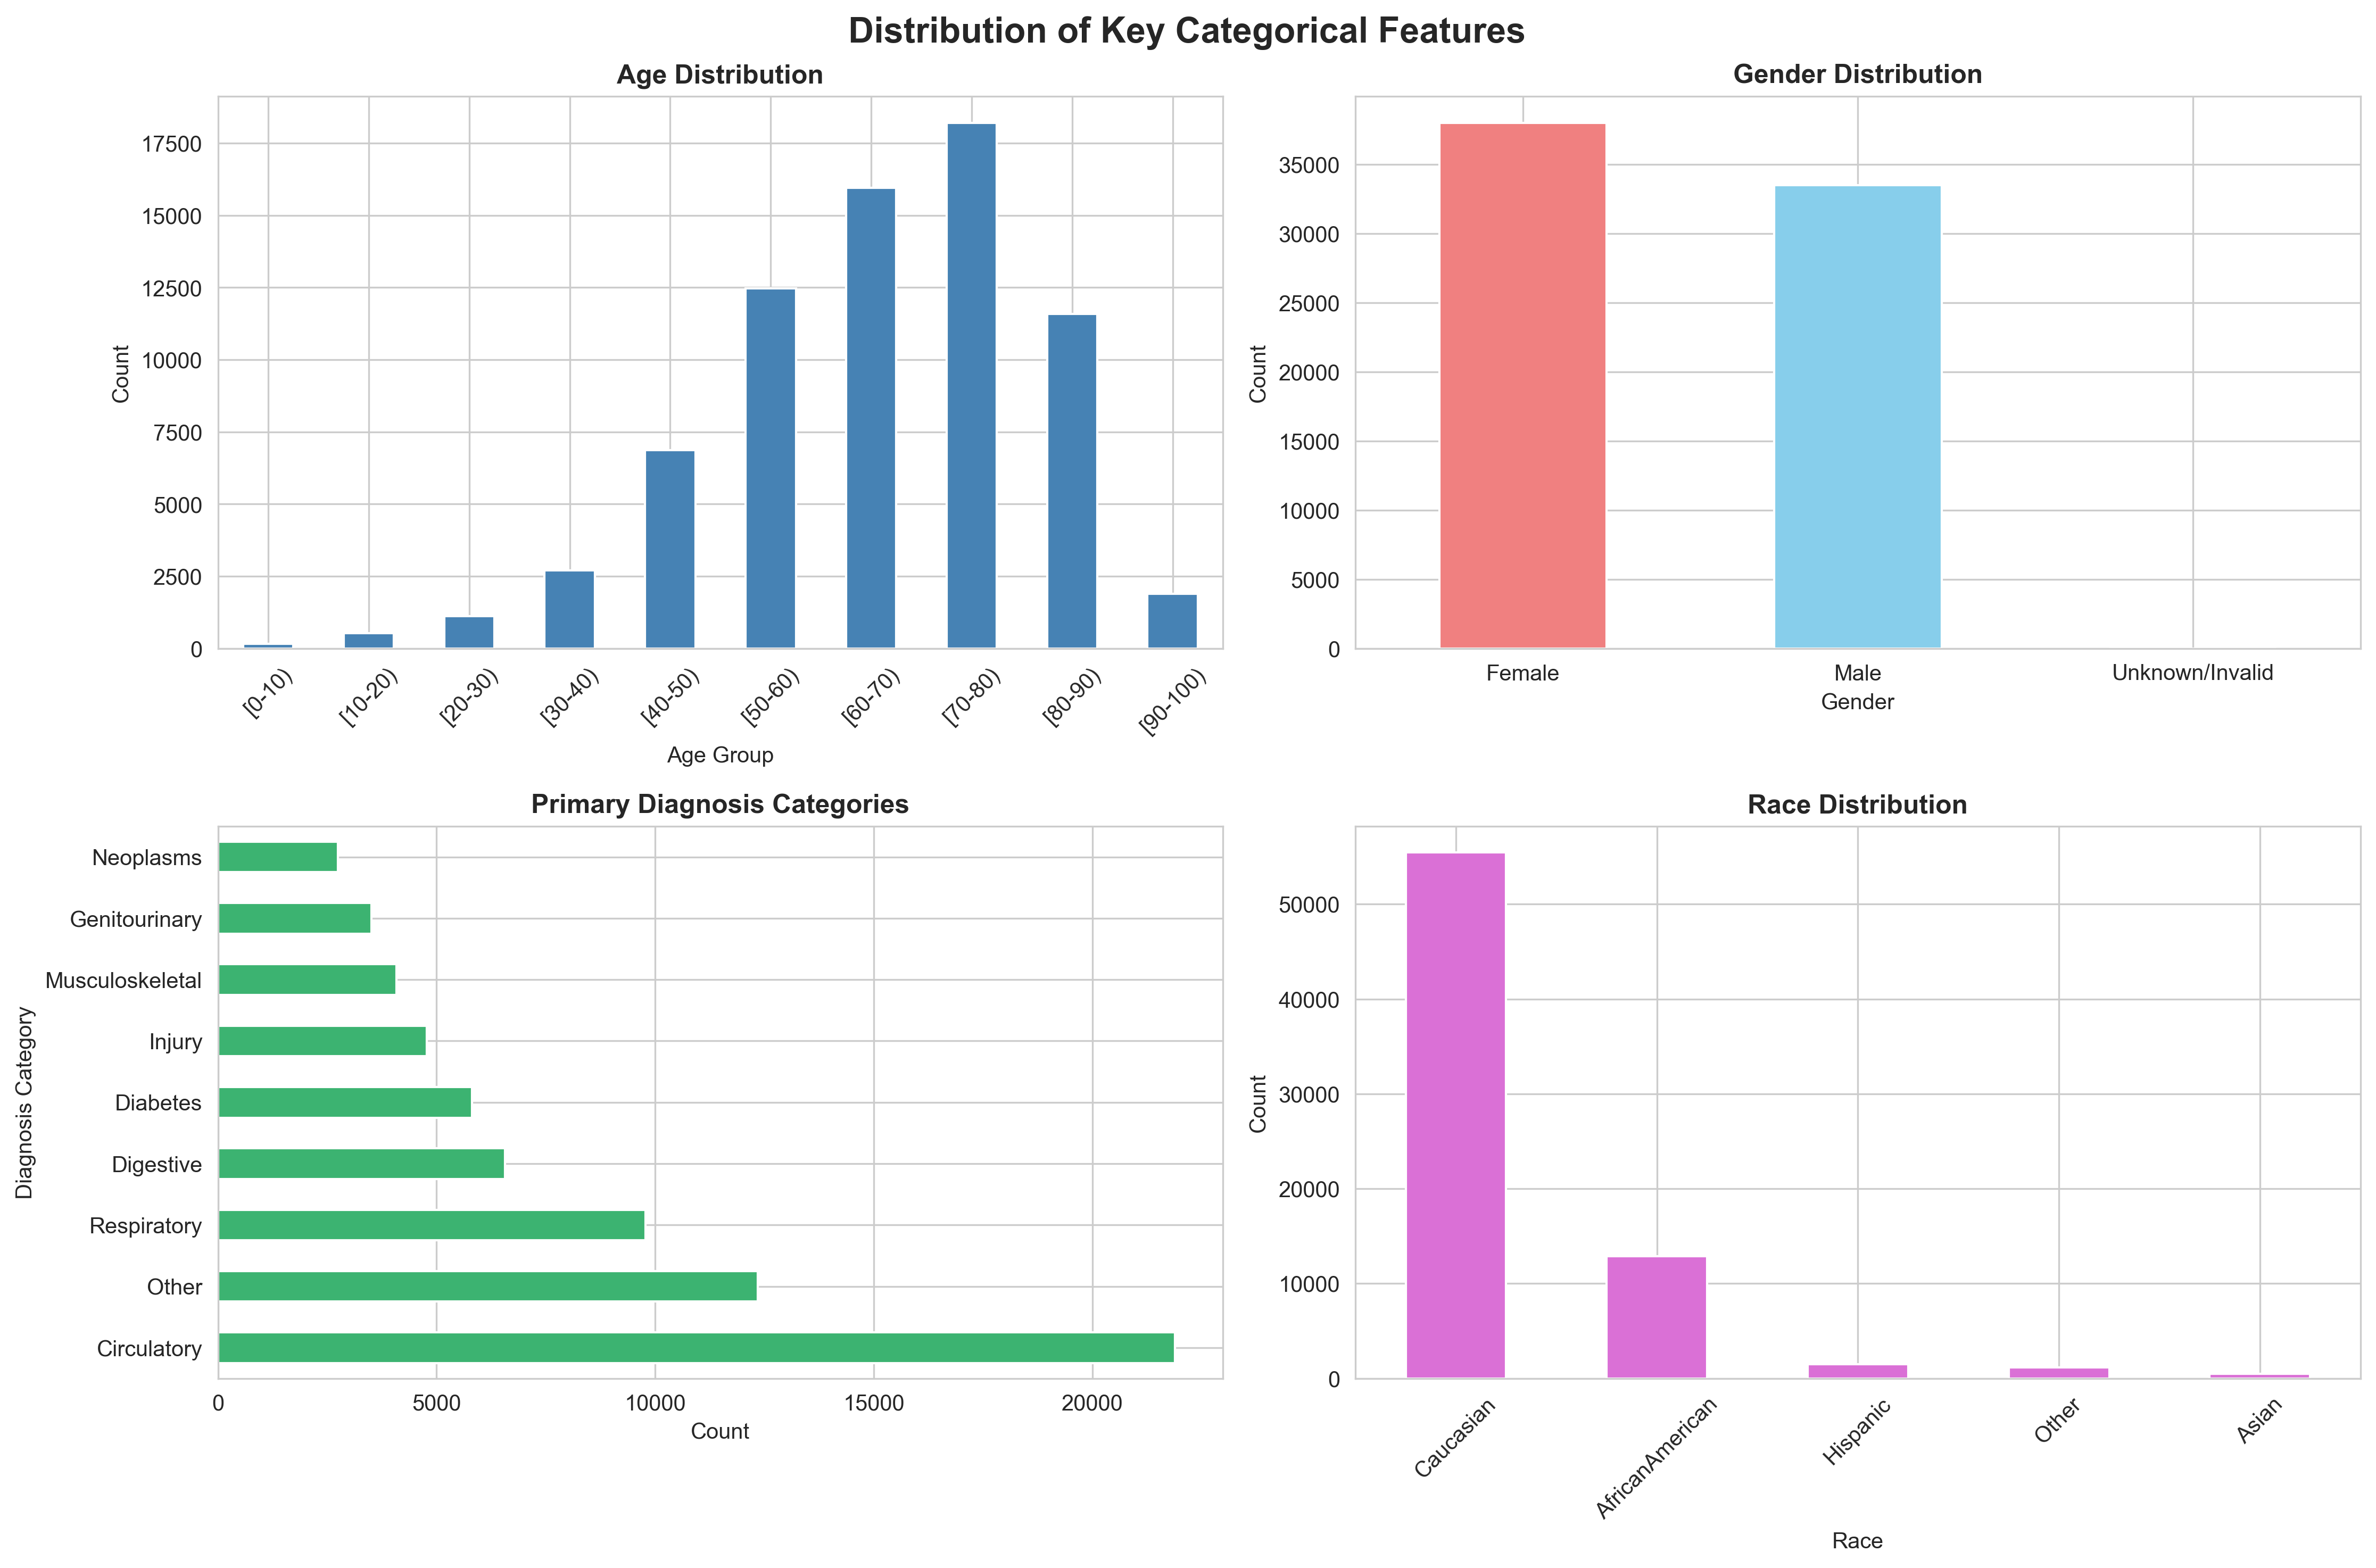 Distribution of Key Categorical Features
Age Distribution
Count
17500
15000
12500
10000
7500
5000
2500
0
[0-10)
[10-20)
[20-30)
[30-40)
[40-50)
[50-60)
[60-70)
[70-80)
[80-90)
[90-100)
Age Group
Gender Distribution
Count
35000
30000
25000
20000
15000
10000
5000
0
Female
Male
Unknown/Invalid
Gender
Primary Diagnosis Categories
Diagnosis Category
Neoplasms
Genitourinary
Musculoskeletal
Injury
Diabetes
Digestive
Respiratory
Other
Circulatory
0
5000
10000
15000
20000
Count
Race Distribution
Count
50000
40000
30000
20000
10000
0
Caucasian
AfricanAmerican
Hispanic
Other
Asian
Race